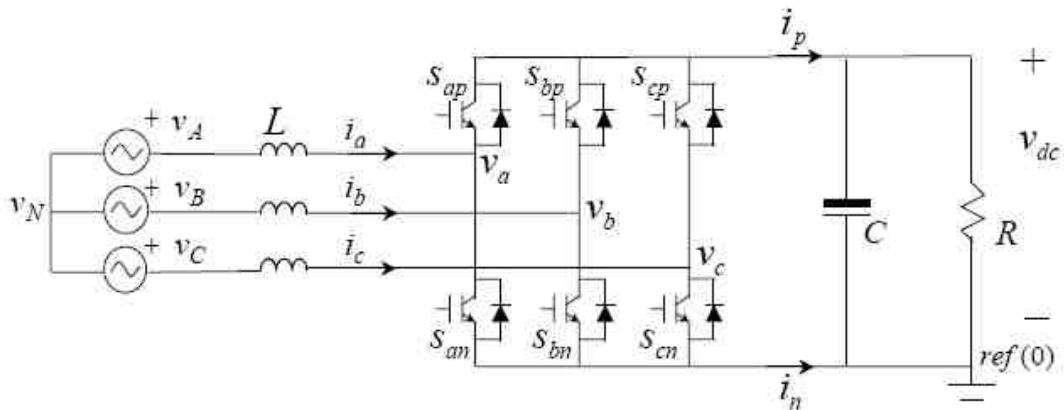 i_p
s_ap s_bp s_cp +
+ v_A L i_a
v_a v_dc
v_N + v_B i_b
v_b
+ v_C i_c C R
v_c
s_an s_bn s_cn −
ref(0)
i_n